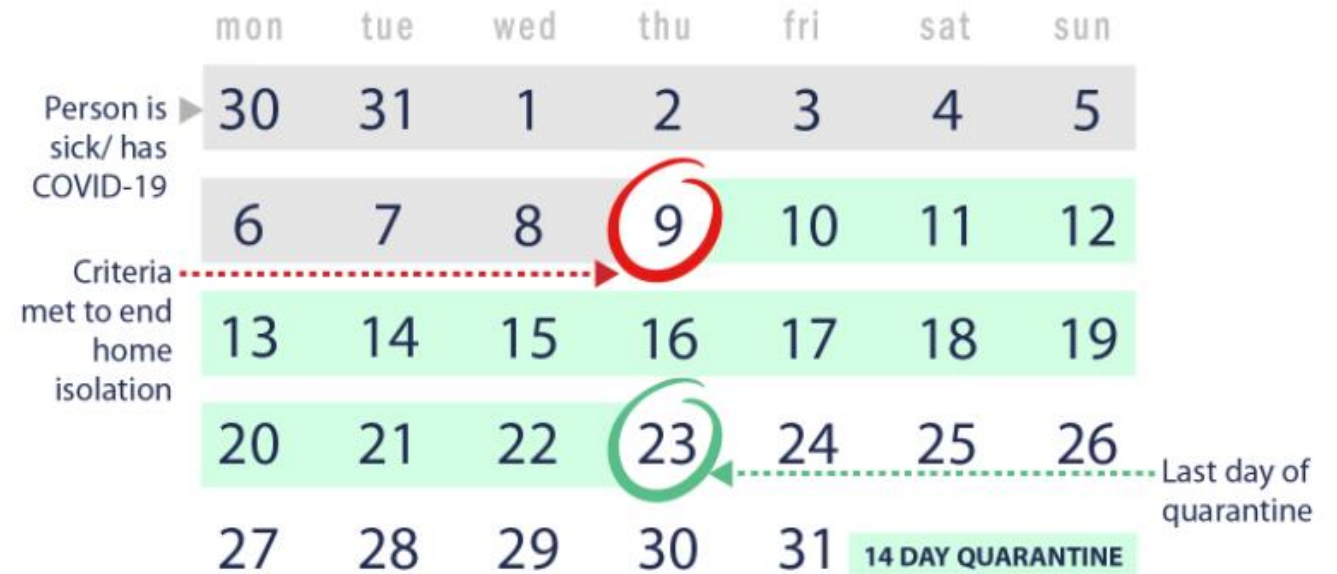 mon tue wed thu fri sat sun
Person is
sick/ has
COVID-19
30 31 1 2 3 4 5
6 7 8 9 10 11 12
Criteria
met to end
home
isolation
13 14 15 16 17 18 19
20 21 22 23 24 25 26
Last day of
quarantine
27 28 29 30 31 14 DAY QUARANTINE